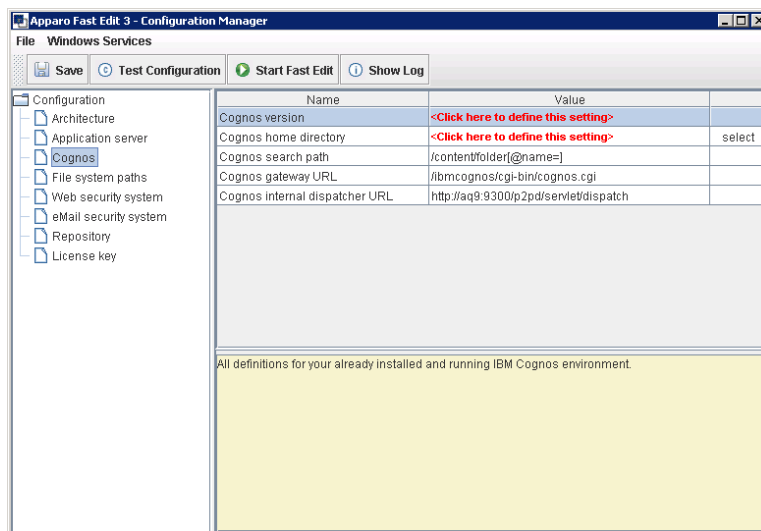 Apparo Fast Edit 3 - Configuration Manager
File Windows Services
Save Test Configuration Start Fast Edit Show Log
Configuration
Architecture
Application server
Cognos
File system paths
Web security system
eMail security system
Repository
License key
Name Value
Cognos version <Click here to define this setting>
Cognos home directory <Click here to define this setting> select
Cognos search path /content/folder[@name=]
Cognos gateway URL /ibmcognos/cgi-bin/cognos.cgi
Cognos internal dispatcher URL http://aq9:9300/p2pd/servlet/dispatch
All definitions for your already installed and running IBM Cognos environment.